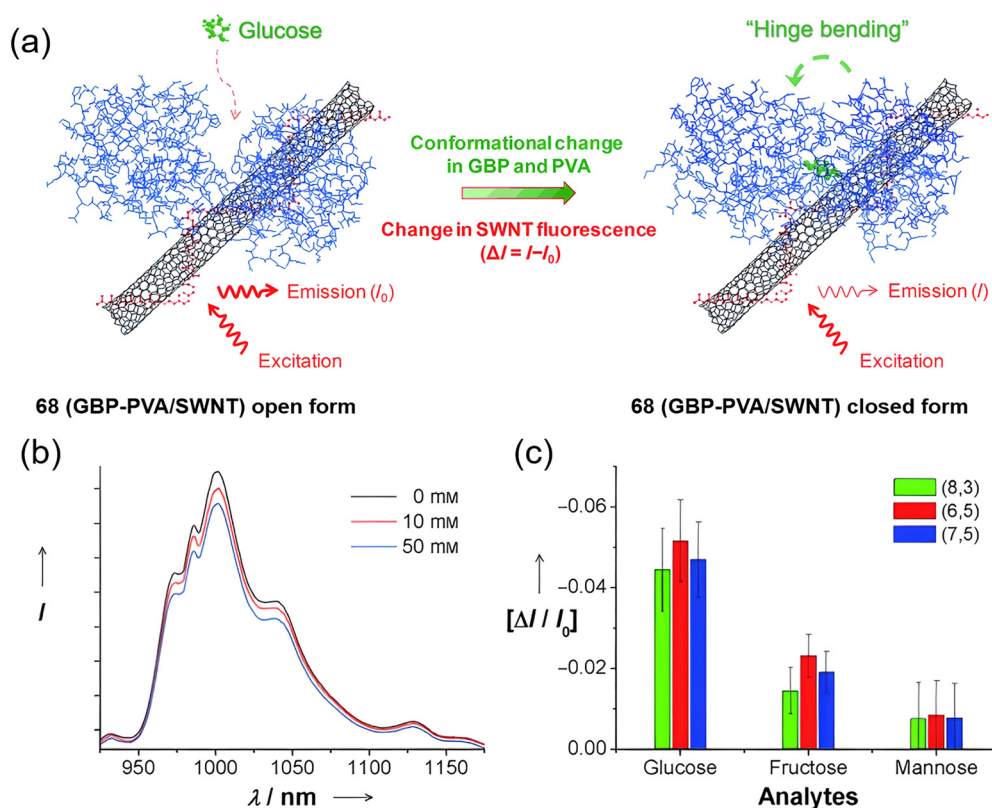 (a)
Glucose
"Hinge bending"
Conformational change
in GBP and PVA
Change in SWNT fluorescence
(ΔI = I−I₀)
Emission (I₀)
Excitation
Emission (I)
Excitation
68 (GBP-PVA/SWNT) open form
68 (GBP-PVA/SWNT) closed form
(b)
0 mM
10 mM
50 mM
I
950 1000 1050 1100 1150
λ / nm
(c)
(8,3)
(6,5)
(7,5)
−0.06
−0.04
[ΔI / I₀]
−0.02
0.00
Glucose Fructose Mannose
Analytes